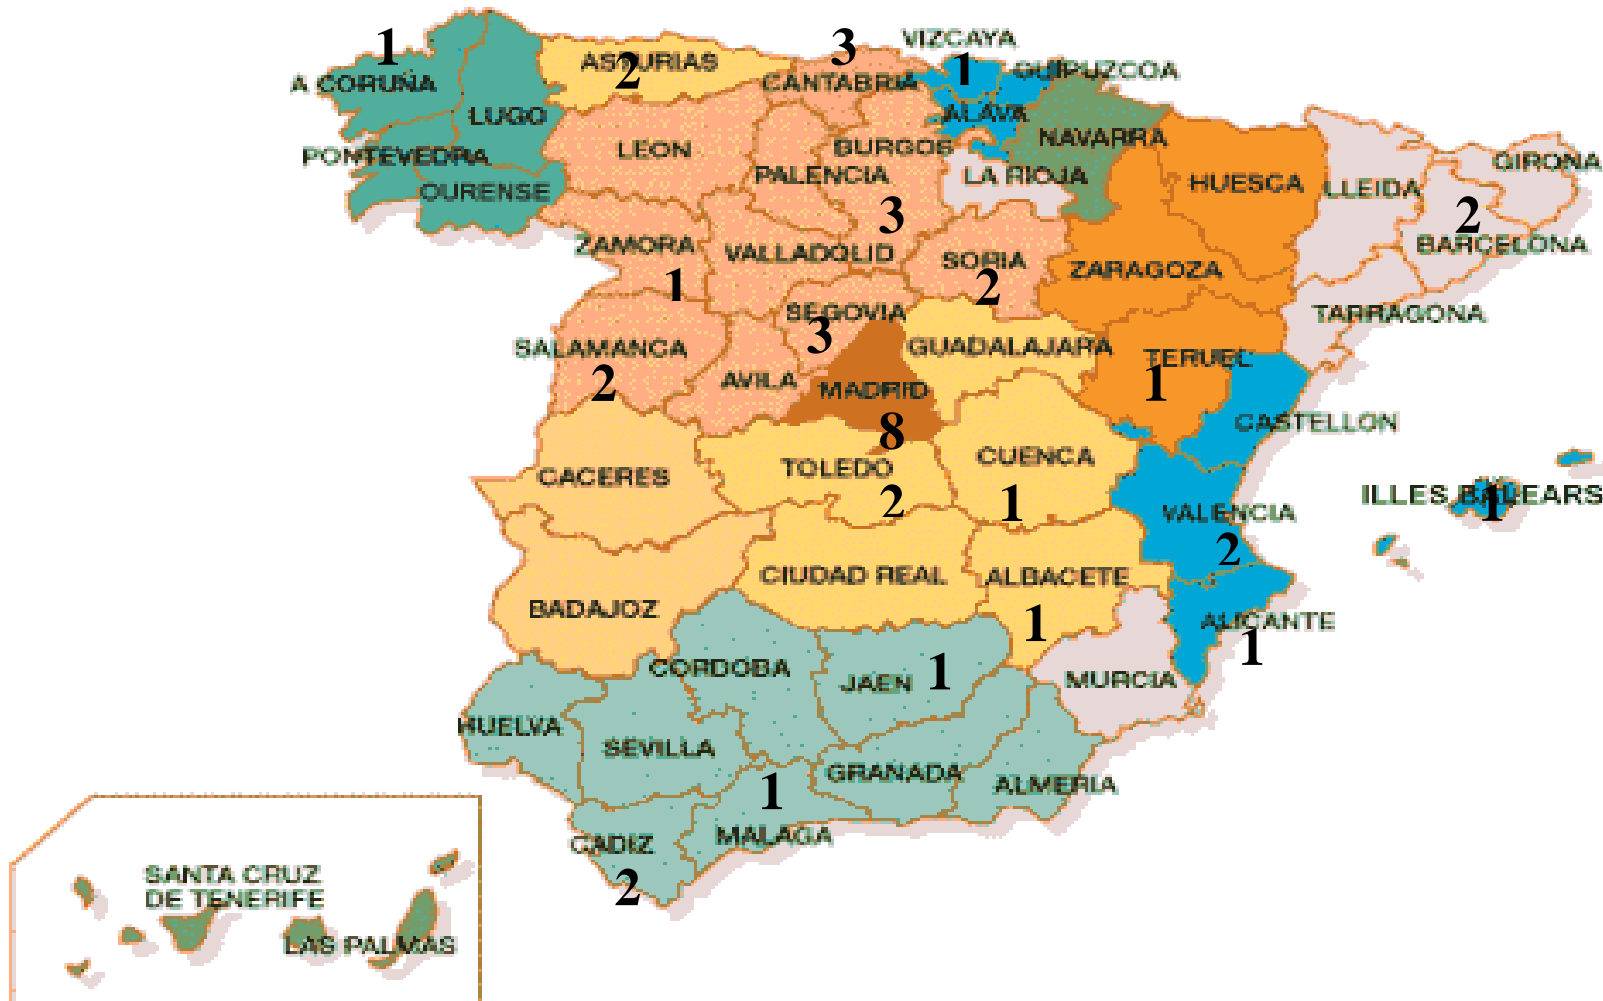 VIZCAYA
1
3
1
ASTURIAS
2
GUIPUZCOA
A CORUÑA
CANTABRIA
LUGO
ALAVA
NAVARRA
LEON
BURGOS
PONTEVEDRA
GIRONA
PALENCIA
LA RIOJA
HUESCA
LLEIDA
OURENSE
3
2
ZAMORA
VALLADOLID
BARCELONA
SORIA
ZARAGOZA
1
2
SEGOVIA
TARRAGONA
3
SALAMANCA
GUADALAJARA
TERUEL
AVILA
2
1
MADRID
CASTELLON
8
CUENCA
TOLEDO
CACERES
ILLES BALEARS
1
2
1
VALENCIA
2
CIUDAD REAL
ALBACETE
BADAJOZ
1
ALICANTE
1
CORDOBA
JAEN
1
MURCIA
HUELVA
SEVILLA
GRANADA
ALMERIA
1
MALAGA
CADIZ
2
SANTA CRUZ
DE TENERIFE
LAS PALMAS